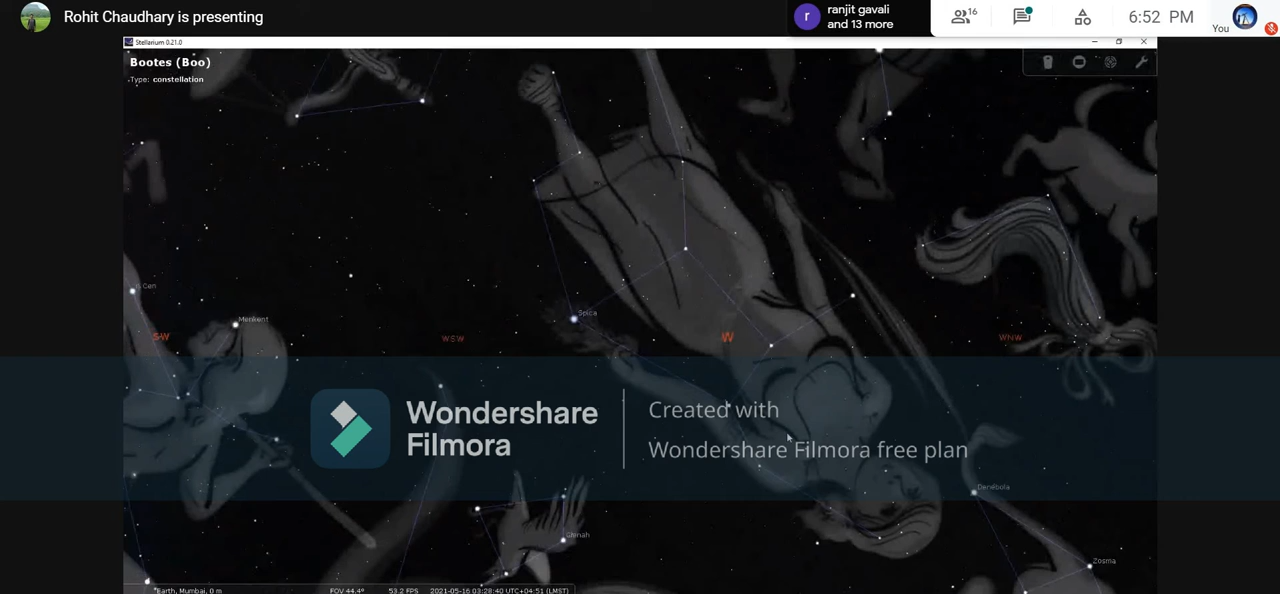 Rohit Chaudhary is presenting
r
ranjit gavali
and 13 more
16
6:52 PM
You
Stellarium 0.21.0
Bootes (Boo)
Type: constellation
Cen
Menkent
Spica
SW
WSW
W
WNW
Wondershare
Filmora
Created with
Wondershare Filmora free plan
Denebola
Ghinah
Zosma
Earth, Mumbai, 0 m
FOV 44.4°
53.2 FPS
2021-05-16 03:28:40 UTC+04:51 (LMST)